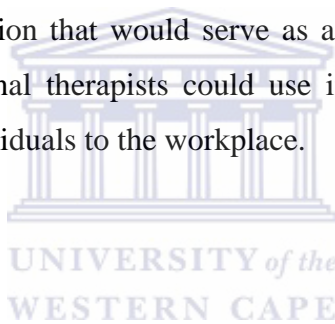 ion that would serve as a
nal therapists could use i
iduals to the workplace.
UNIVERSITY of the
WESTERN CAPE